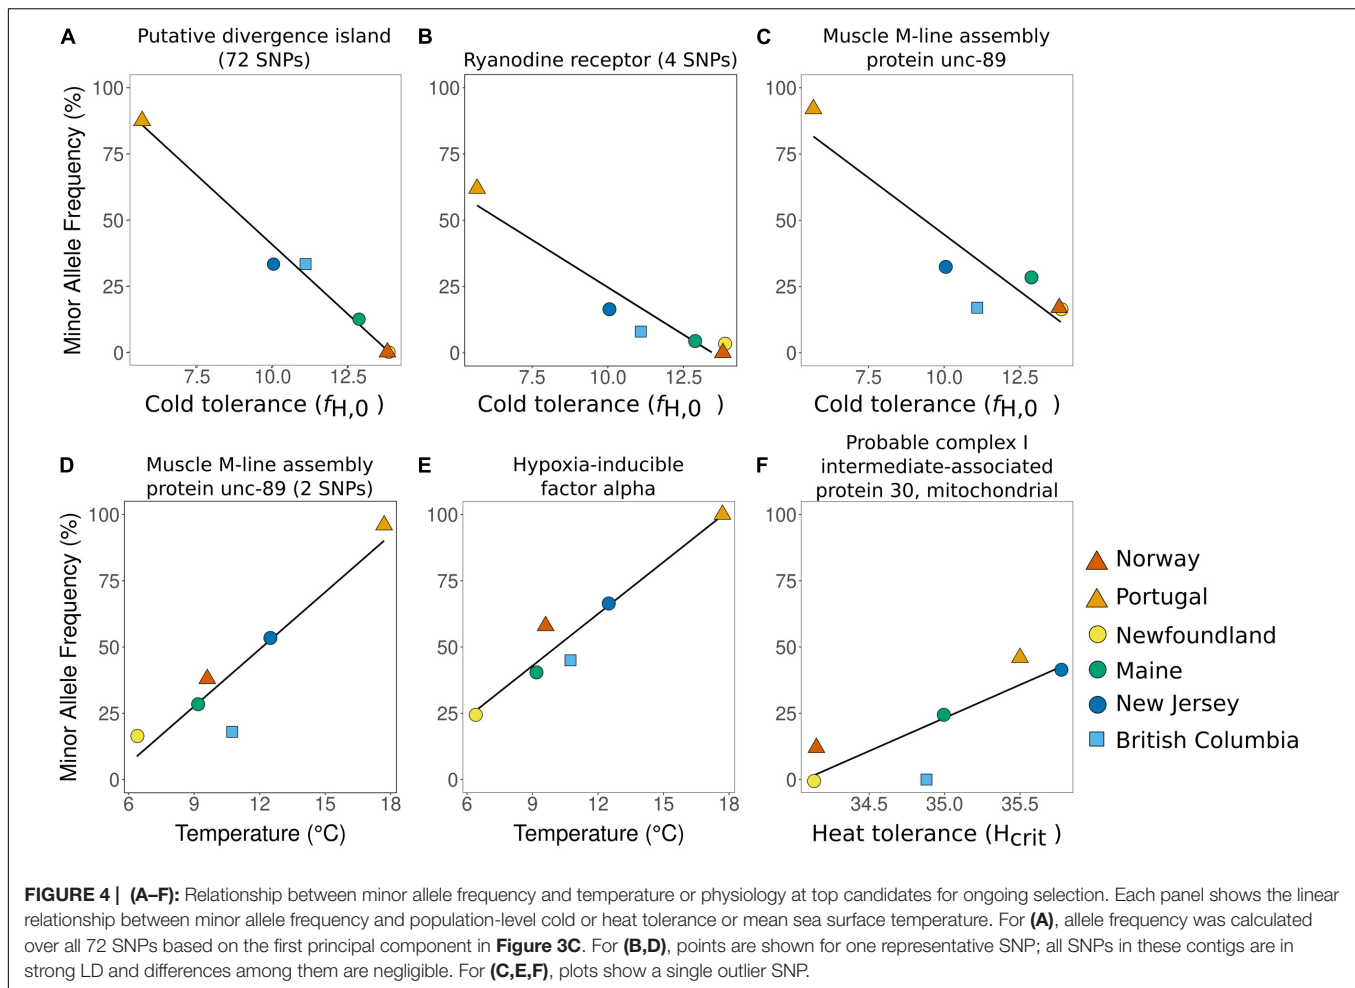 A
Putative divergence island
(72 SNPs)
B
Ryanodine receptor (4 SNPs)
C
Muscle M-line assembly
protein unc-89
Minor Allele Frequency (%)
100
75
50
25
0
7.5 10.0 12.5
Cold tolerance (fH,0 )
100
75
50
25
0
7.5 10.0 12.5
Cold tolerance (fH,0 )
100
75
50
25
0
7.5 10.0 12.5
Cold tolerance (fH,0 )
D
Muscle M-line assembly
protein unc-89 (2 SNPs)
E
Hypoxia-inducible
factor alpha
F
Probable complex I
intermediate-associated
protein 30, mitochondrial
Minor Allele Frequency (%)
100
75
50
25
0
6 9 12 15 18
Temperature (°C)
100
75
50
25
0
6 9 12 15 18
Temperature (°C)
100
75
50
25
0
34.5 35.0 35.5
Heat tolerance (Hcrit )
Norway
Portugal
Newfoundland
Maine
New Jersey
British Columbia
FIGURE 4 | (A–F): Relationship between minor allele frequency and temperature or physiology at top candidates for ongoing selection. Each panel shows the linear
relationship between minor allele frequency and population-level cold or heat tolerance or mean sea surface temperature. For (A), allele frequency was calculated
over all 72 SNPs based on the first principal component in Figure 3C. For (B,D), points are shown for one representative SNP; all SNPs in these contigs are in
strong LD and differences among them are negligible. For (C,E,F), plots show a single outlier SNP.